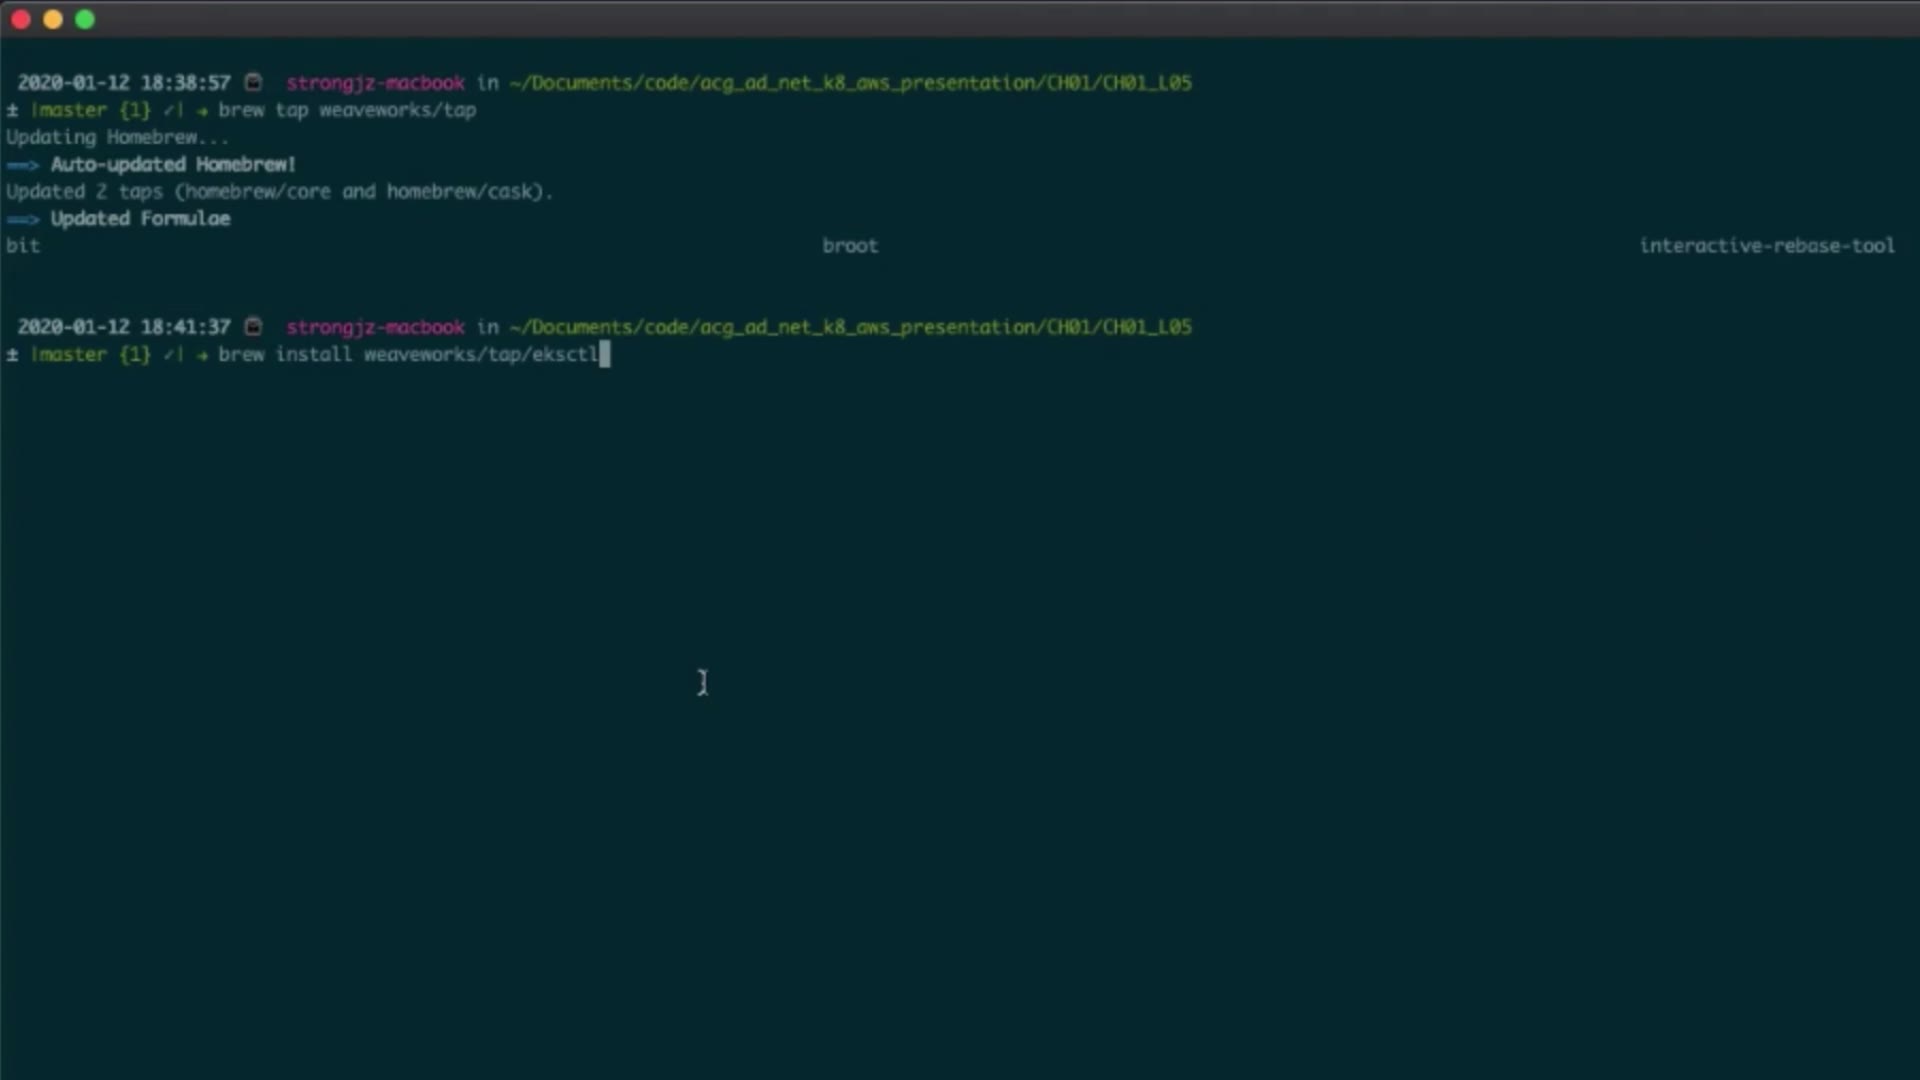 2020-01-12 18:38:57 strongjz-macbook in ~/Documents/code/acg_ad_net_k8_aws_presentation/CH01/CH01_L05
± |master {1} ✓| → brew tap weaveworks/tap
Updating Homebrew...
==> Auto-updated Homebrew!
Updated 2 taps (homebrew/core and homebrew/cask).
==> Updated Formulae
bit broot interactive-rebase-tool
2020-01-12 18:41:37 strongjz-macbook in ~/Documents/code/acg_ad_net_k8_aws_presentation/CH01/CH01_L05
± |master {1} ✓| → brew install weaveworks/tap/eksctl